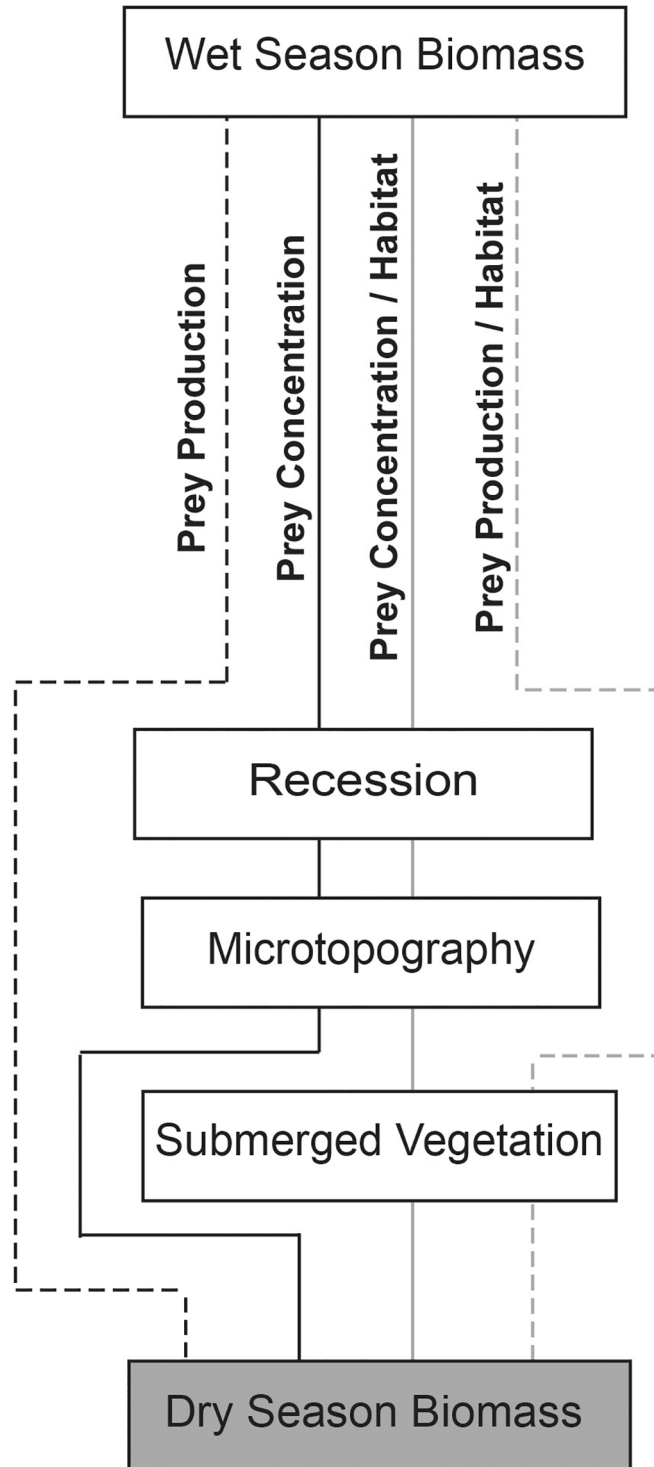 Wet Season Biomass
Prey Production
Prey Concentration
Prey Concentration / Habitat
Prey Production / Habitat
Recession
Microtopography
Submerged Vegetation
Dry Season Biomass